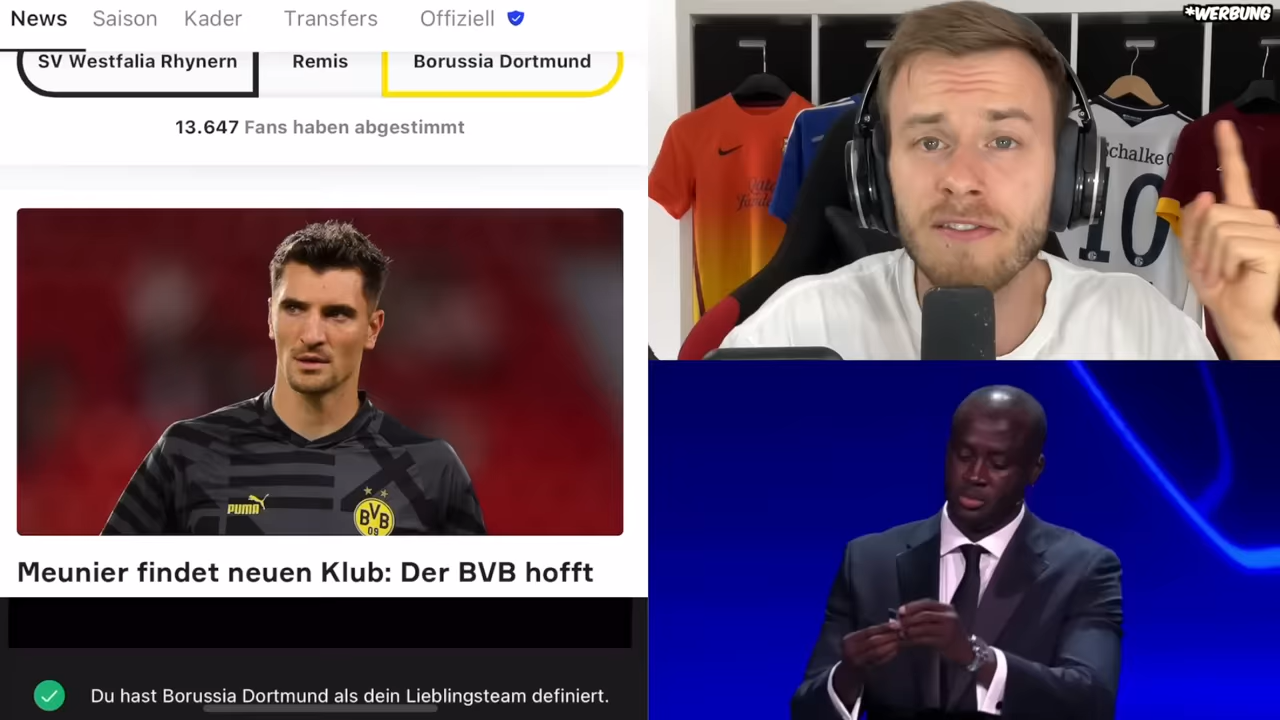 News Saison Kader Transfers Offiziell
SV Westfalia Rhynern Remis Borussia Dortmund
13.647 Fans haben abgestimmt
PUMA
BVB
09
Meunier findet neuen Klub: Der BVB hofft
Du hast Borussia Dortmund als dein Lieblingsteam definiert.
*WERBUNG
Schalke
10